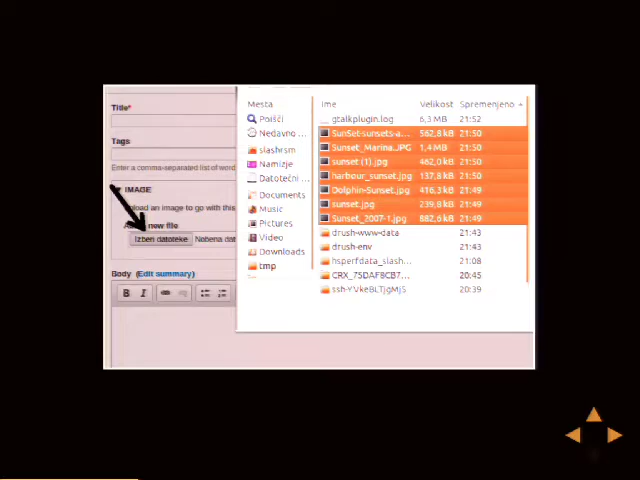 Title*
Tags
Enter a comma-separated list of word
IMAGE
Upload an image to go with this
new file
Izberi datoteke
Nobena dat
Body (Edit summary)
B I
Mesta
Poišči
Nedavno ...
slashrsm
Namizje
Datotečni ...
Documents
Music
Pictures
Video
Downloads
tmp
Ime Velikost Spremenjeno
gtalkplugin.log 6,3 MB 21:52
SunSet-sunsets-a... 562,8 kB 21:50
Sunset_Marina.JPG 1,4 MB 21:50
sunset (1).jpg 462,0 kB 21:50
harbour_sunset.jpg 137,8 kB 21:50
Dolphin-Sunset.jpg 416,3 kB 21:49
sunset.jpg 239,8 kB 21:49
Sunset_2007-1.jpg 882,6 kB 21:49
drush-www-data 21:43
drush-env 21:43
hsperfdata_slash... 21:08
20:45
20:39